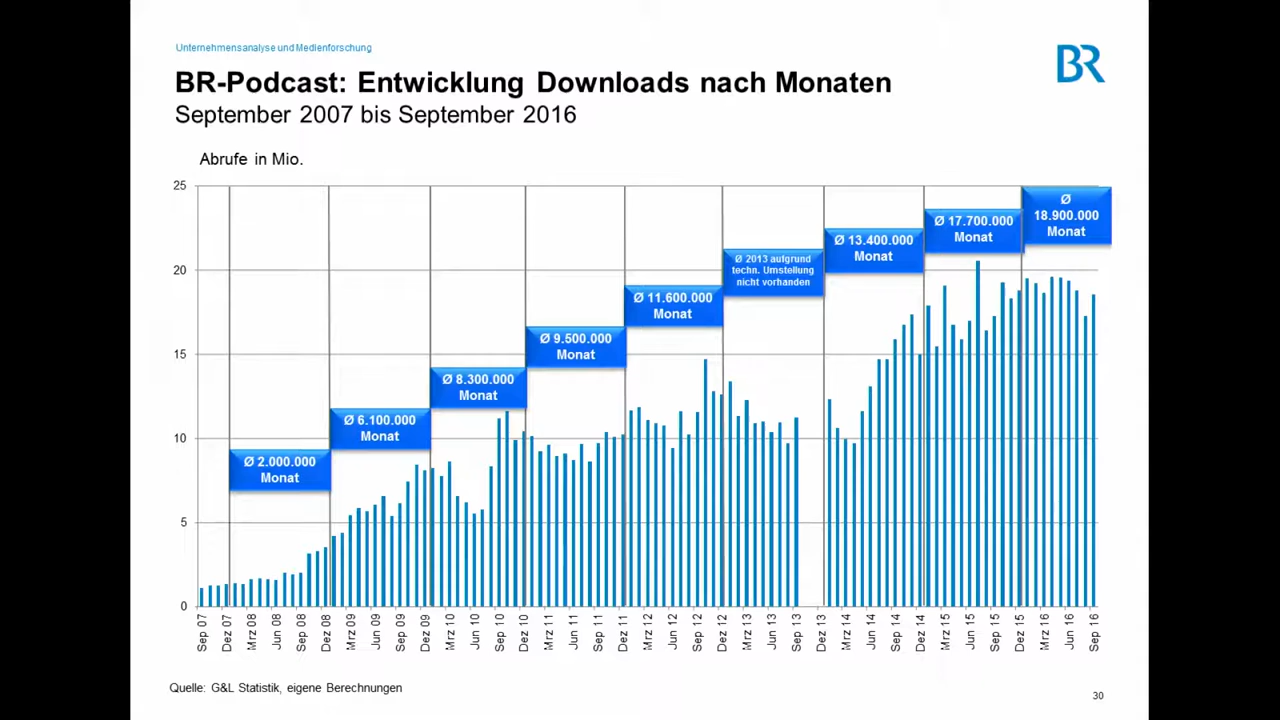 Unternehmensanalyse und Medienforschung
BR
BR-Podcast: Entwicklung Downloads nach Monaten
September 2007 bis September 2016
Abrufe in Mio.
25
20
15
10
5
0
Ø 2.000.000
Monat
Ø 6.100.000
Monat
Ø 8.300.000
Monat
Ø 9.500.000
Monat
Ø 11.600.000
Monat
Ø 2013 aufgrund
techn. Umstellung
nicht vorhanden
Ø 13.400.000
Monat
Ø 17.700.000
Monat
Ø
18.900.000
Monat
Sep 07
Dez 07
Mrz 08
Jun 08
Sep 08
Dez 08
Mrz 09
Jun 09
Sep 09
Dez 09
Mrz 10
Jun 10
Sep 10
Dez 10
Mrz 11
Jun 11
Sep 11
Dez 11
Mrz 12
Jun 12
Sep 12
Dez 12
Mrz 13
Jun 13
Sep 13
Dez 13
Mrz 14
Jun 14
Sep 14
Dez 14
Mrz 15
Jun 15
Sep 15
Dez 15
Mrz 16
Jun 16
Sep 16
Quelle: G&L Statistik, eigene Berechnungen
30